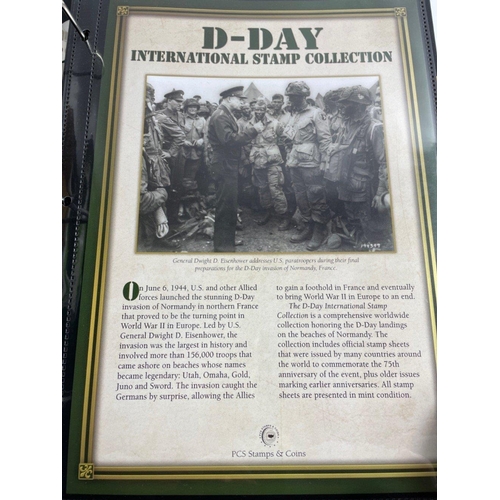 D-DAY
INTERNATIONAL STAMP COLLECTION
General Dwight D. Eisenhower addresses U.S. paratroopers during their final
preparations for the D-Day invasion of Normandy, France.
On June 6, 1944, U.S. and other Allied
forces launched the stunning D-Day
invasion of Normandy in northern France
that proved to be the turning point in
World War II in Europe. Led by U.S.
General Dwight D. Eisenhower, the
invasion was the largest in history and
involved more than 156,000 troops that
came ashore on beaches whose names
became legendary: Utah, Omaha, Gold,
Juno and Sword. The invasion caught the
Germans by surprise, allowing the Allies
to gain a foothold in France and eventually
to bring World War II in Europe to an end.
The D-Day International Stamp
Collection is a comprehensive worldwide
collection honoring the D-Day landings
on the beaches of Normandy. The
collection includes official stamp sheets
that were issued by many countries around
the world to commemorate the 75th
anniversary of the event, plus older issues
marking earlier anniversaries. All stamp
sheets are presented in mint condition.
PCS Stamps & Coins